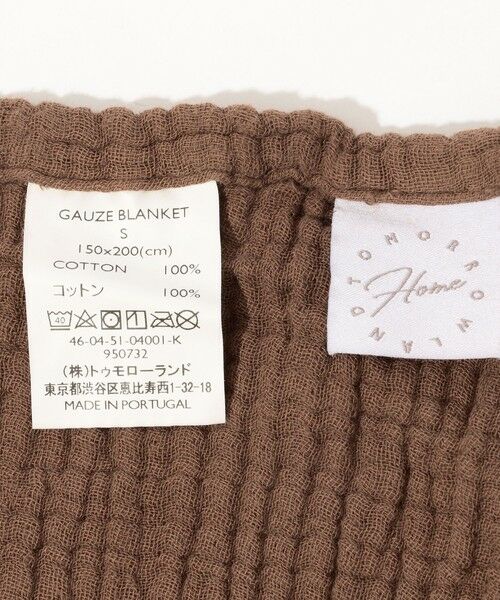 GAUZE BLANKET
S
150×200(cm)
COTTON 100%
コットン 100%
40
46-04-51-04001-K
950732
(株)トゥモローランド
東京都渋谷区恵比寿西1-32-18
MADE IN PORTUGAL
TOMORROWLAND
Home